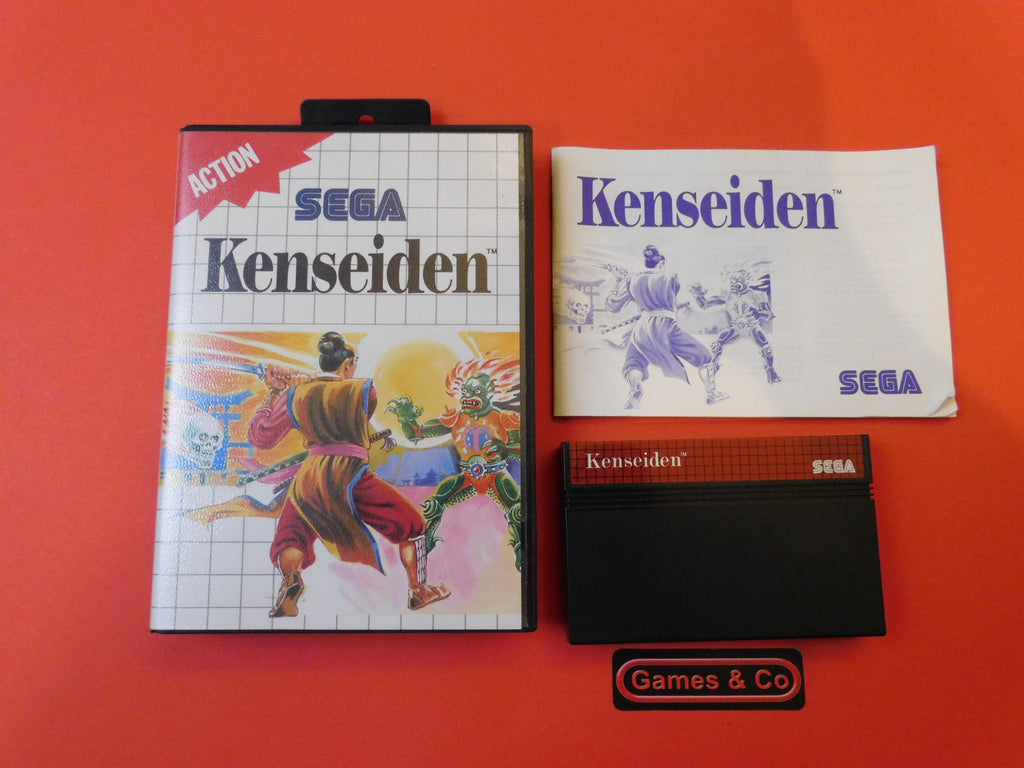 ACTION
SEGA
Kenseiden™
Kenseiden™
SEGA
Kenseiden™
SEGA
Games & Co